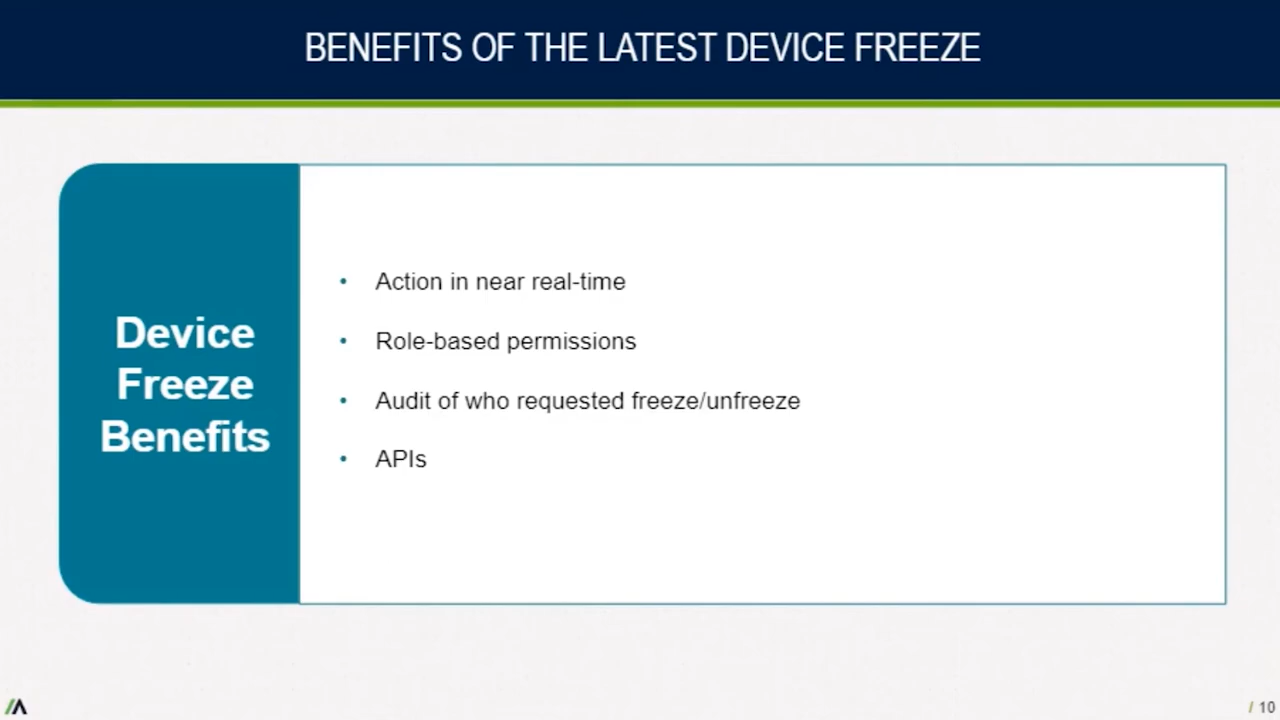 BENEFITS OF THE LATEST DEVICE FREEZE
Device
Freeze
Benefits
• Action in near real-time
• Role-based permissions
• Audit of who requested freeze/unfreeze
• APIs
/ 10